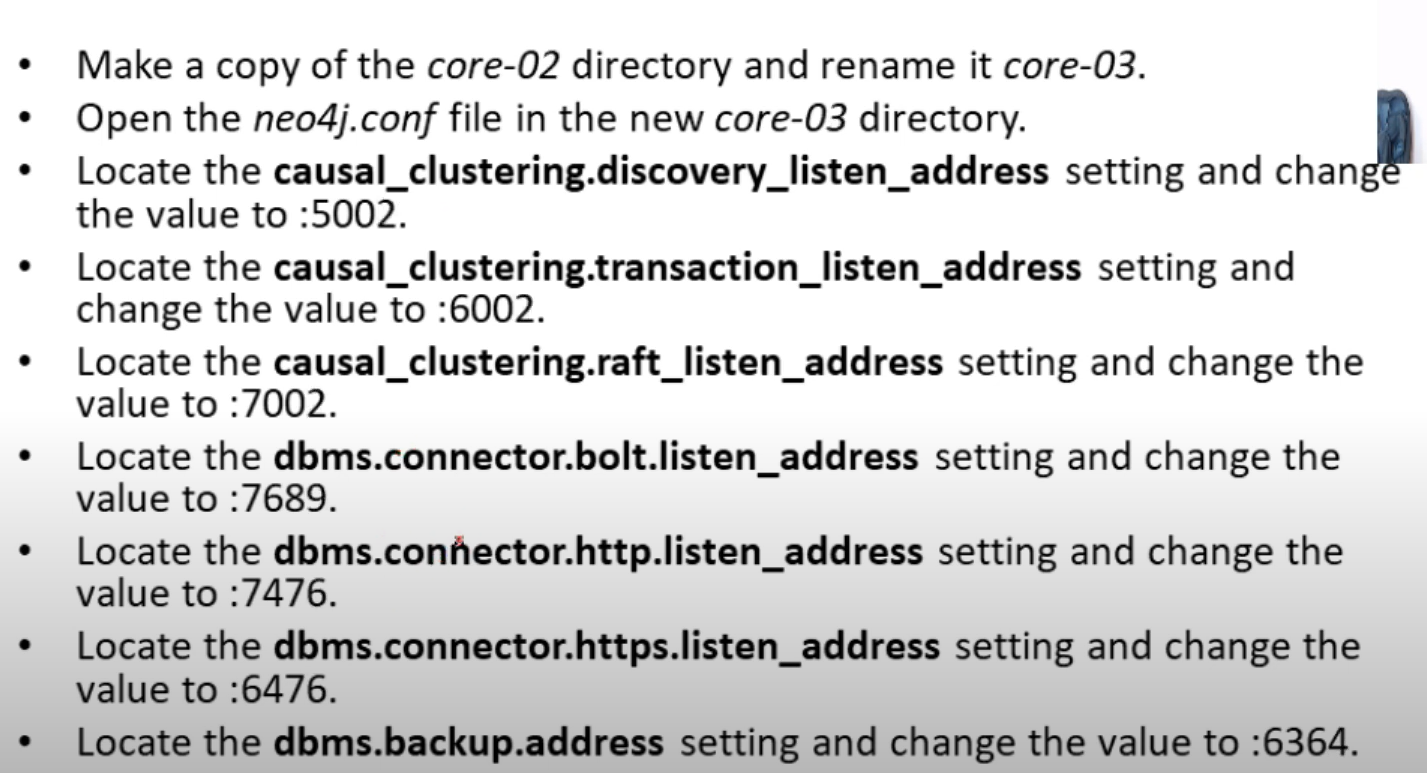 • Make a copy of the core-02 directory and rename it core-03.
• Open the neo4j.conf file in the new core-03 directory.
• Locate the causal_clustering.discovery_listen_address setting and change
the value to :5002.
• Locate the causal_clustering.transaction_listen_address setting and
change the value to :6002.
• Locate the causal_clustering.raft_listen_address setting and change the
value to :7002.
• Locate the dbms.connector.bolt.listen_address setting and change the
value to :7689.
• Locate the dbms.connector.http.listen_address setting and change the
value to :7476.
• Locate the dbms.connector.https.listen_address setting and change the
value to :6476.
• Locate the dbms.backup.address setting and change the value to :6364.